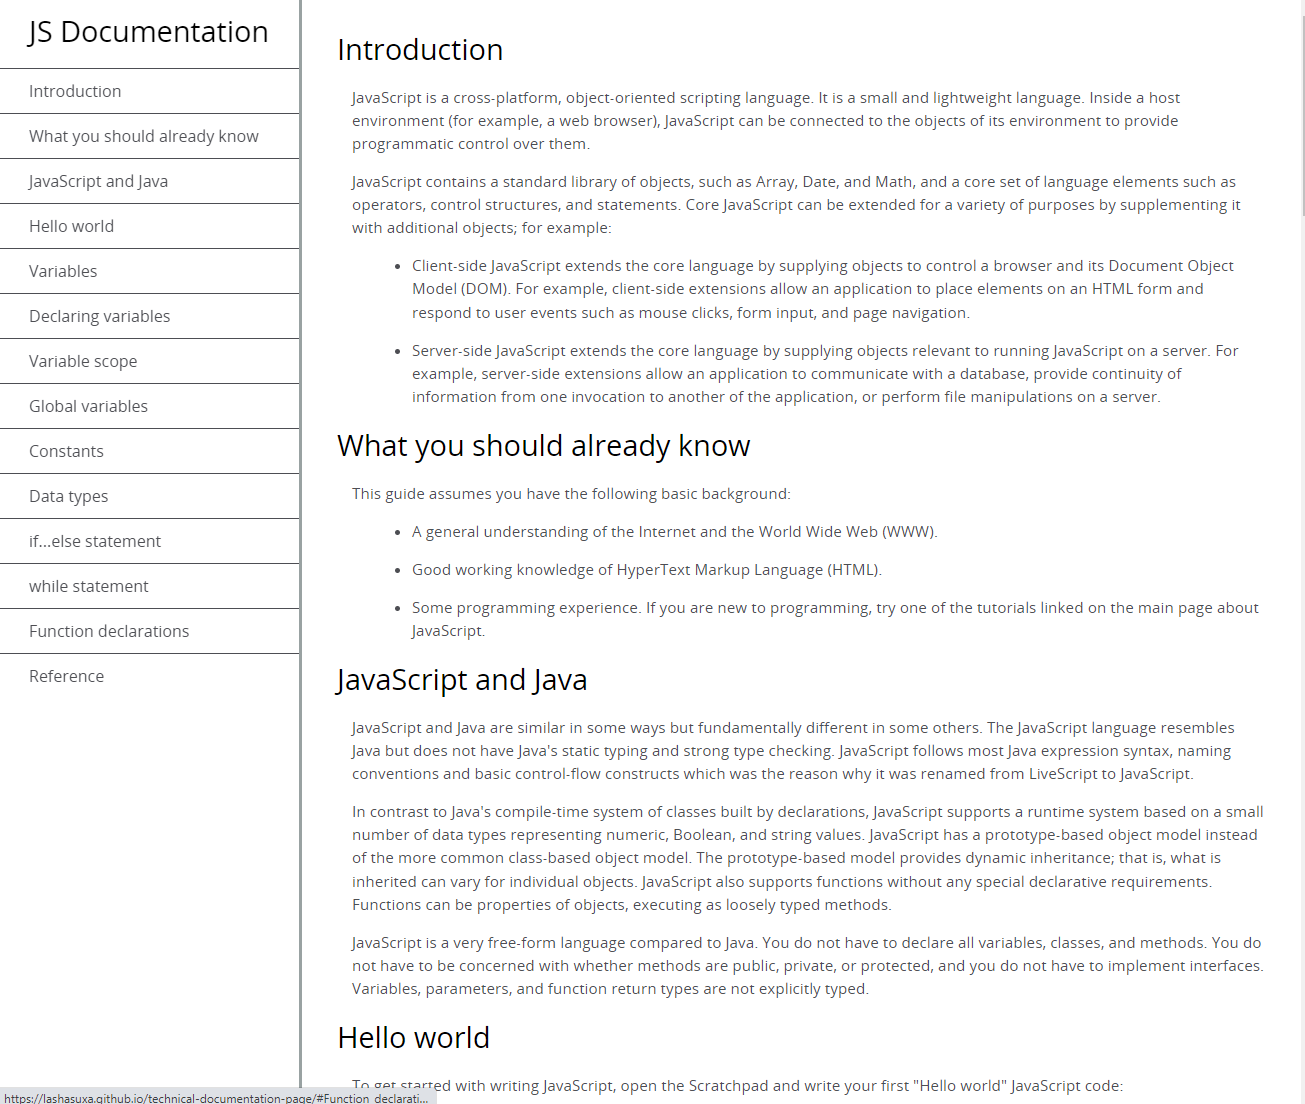 JS Documentation
Introduction
What you should already know
JavaScript and Java
Hello world
Variables
Declaring variables
Variable scope
Global variables
Constants
Data types
if...else statement
while statement
Function declarations
Reference
Introduction
JavaScript is a cross-platform, object-oriented scripting language. It is a small and lightweight language. Inside a host
environment (for example, a web browser), JavaScript can be connected to the objects of its environment to provide
programmatic control over them.
JavaScript contains a standard library of objects, such as Array, Date, and Math, and a core set of language elements such as
operators, control structures, and statements. Core JavaScript can be extended for a variety of purposes by supplementing it
with additional objects; for example:
• Client-side JavaScript extends the core language by supplying objects to control a browser and its Document Object
Model (DOM). For example, client-side extensions allow an application to place elements on an HTML form and
respond to user events such as mouse clicks, form input, and page navigation.
• Server-side JavaScript extends the core language by supplying objects relevant to running JavaScript on a server. For
example, server-side extensions allow an application to communicate with a database, provide continuity of
information from one invocation to another of the application, or perform file manipulations on a server.
What you should already know
This guide assumes you have the following basic background:
• A general understanding of the Internet and the World Wide Web (WWW).
• Good working knowledge of HyperText Markup Language (HTML).
• Some programming experience. If you are new to programming, try one of the tutorials linked on the main page about
JavaScript.
JavaScript and Java
JavaScript and Java are similar in some ways but fundamentally different in some others. The JavaScript language resembles
Java but does not have Java's static typing and strong type checking. JavaScript follows most Java expression syntax, naming
conventions and basic control-flow constructs which was the reason why it was renamed from LiveScript to JavaScript.
In contrast to Java's compile-time system of classes built by declarations, JavaScript supports a runtime system based on a small
number of data types representing numeric, Boolean, and string values. JavaScript has a prototype-based object model instead
of the more common class-based object model. The prototype-based model provides dynamic inheritance; that is, what is
inherited can vary for individual objects. JavaScript also supports functions without any special declarative requirements.
Functions can be properties of objects, executing as loosely typed methods.
JavaScript is a very free-form language compared to Java. You do not have to declare all variables, classes, and methods. You do
not have to be concerned with whether methods are public, private, or protected, and you do not have to implement interfaces.
Variables, parameters, and function return types are not explicitly typed.
Hello world
To get started with writing JavaScript, open the Scratchpad and write your first "Hello world" JavaScript code:
https://lashasuxa.github.io/technical-documentation-page/#Function_declarati...